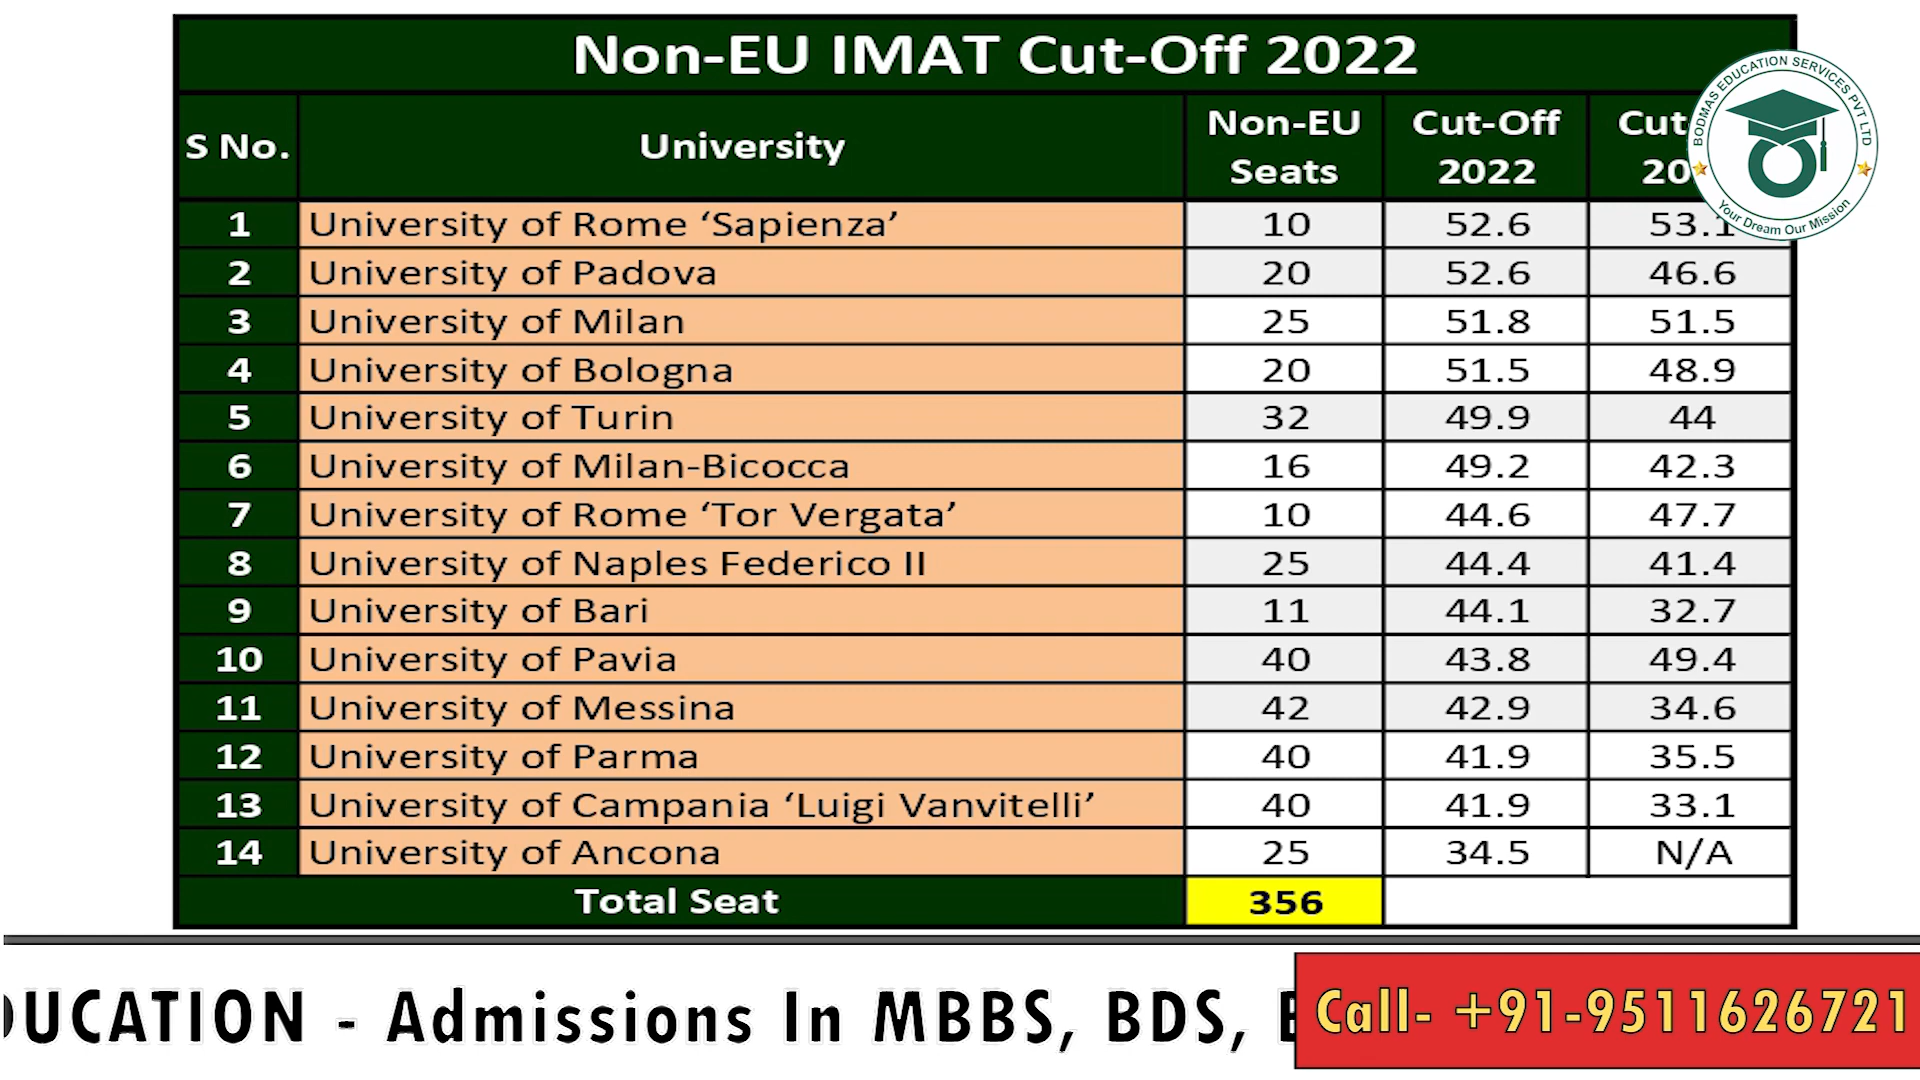 Non-EU IMAT Cut-Off 2022
S No. University Non-EU Seats Cut-Off 2022
1 University of Rome ‘Sapienza’ 10 52.6 53.1
2 University of Padova 20 52.6 46.6
3 University of Milan 25 51.8 51.5
4 University of Bologna 20 51.5 48.9
5 University of Turin 32 49.9 44
6 University of Milan-Bicocca 16 49.2 42.3
7 University of Rome ‘Tor Vergata’ 10 44.6 47.7
8 University of Naples Federico II 25 44.4 41.4
9 University of Bari 11 44.1 32.7
10 University of Pavia 40 43.8 49.4
11 University of Messina 42 42.9 34.6
12 University of Parma 40 41.9 35.5
13 University of Campania ‘Luigi Vanvitelli’ 40 41.9 33.1
14 University of Ancona 25 34.5 N/A
Total Seat 356
BODMAS EDUCATION SERVICES PVT LTD
Your Dream Our Mission
DUCATION - Admissions In MBBS, BDS,
Call- +91-9511626721